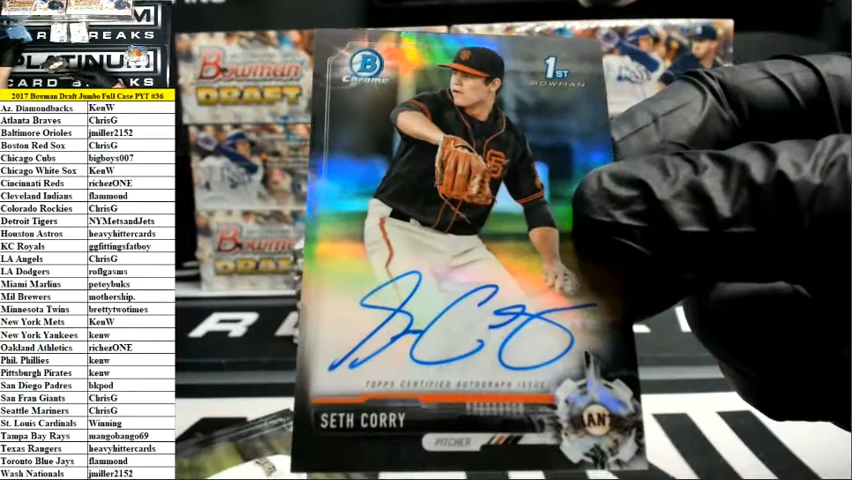 CARD BREAKS
PLATINUM
CARD BREAKS
2017 Bowman Draft Jumbo Full Case PYT #36
Az. Diamondbacks KenW
Atlanta Braves ChrisG
Baltimore Orioles jmiller2152
Boston Red Sox ChrisG
Chicago Cubs bigboys007
Chicago White Sox KenW
Cincinnati Reds richezONE
Cleveland Indians flammond
Colorado Rockies ChrisG
Detroit Tigers NYMetsandJets
Houston Astros heavyhittercards
KC Royals ggfittingsfatboy
LA Angels ChrisG
LA Dodgers roflgasms
Miami Marlins peteybuks
Mil Brewers mothership.
Minnesota Twins brettytwotimes
New York Mets KenW
New York Yankees kenw
Oakland Athletics richezONE
Phil. Phillies kenw
Pittsburgh Pirates kenw
San Diego Padres bkpod
San Fran Giants ChrisG
Seattle Mariners ChrisG
St. Louis Cardinals Winning
Tampa Bay Rays mangobango69
Texas Rangers heavyhittercards
Toronto Blue Jays flammond
Wash Nationals jmiller2152
Bowman
DRAFT
Bowman
DRAFT
B
Chrome
1ST
BOWMAN
SF
TOPPS CERTIFIED AUTOGRAPH ISSUE
SETH CORRY
PITCHER
GIANTS